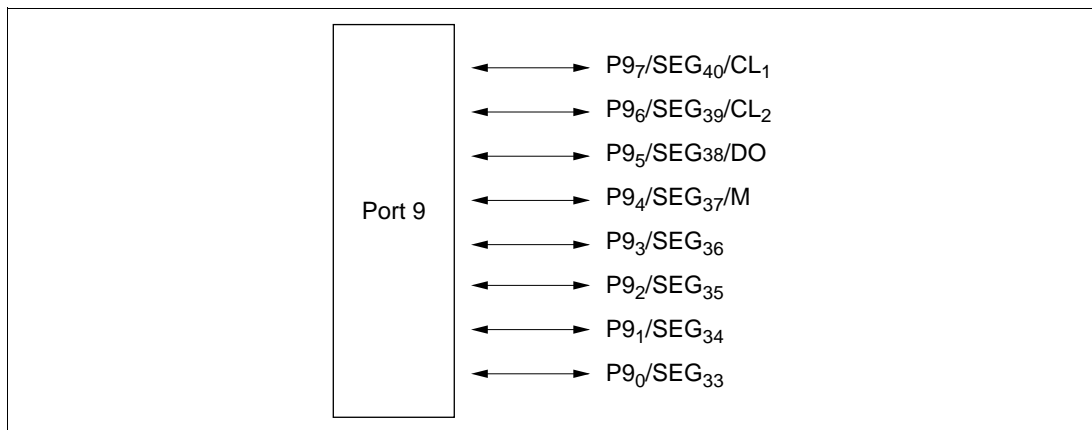 Port 9
P9₇/SEG₄₀/CL₁
P9₆/SEG₃₉/CL₂
P9₅/SEG38/DO
P9₄/SEG₃₇/M
P9₃/SEG₃₆
P9₂/SEG₃₅
P9₁/SEG₃₄
P9₀/SEG₃₃